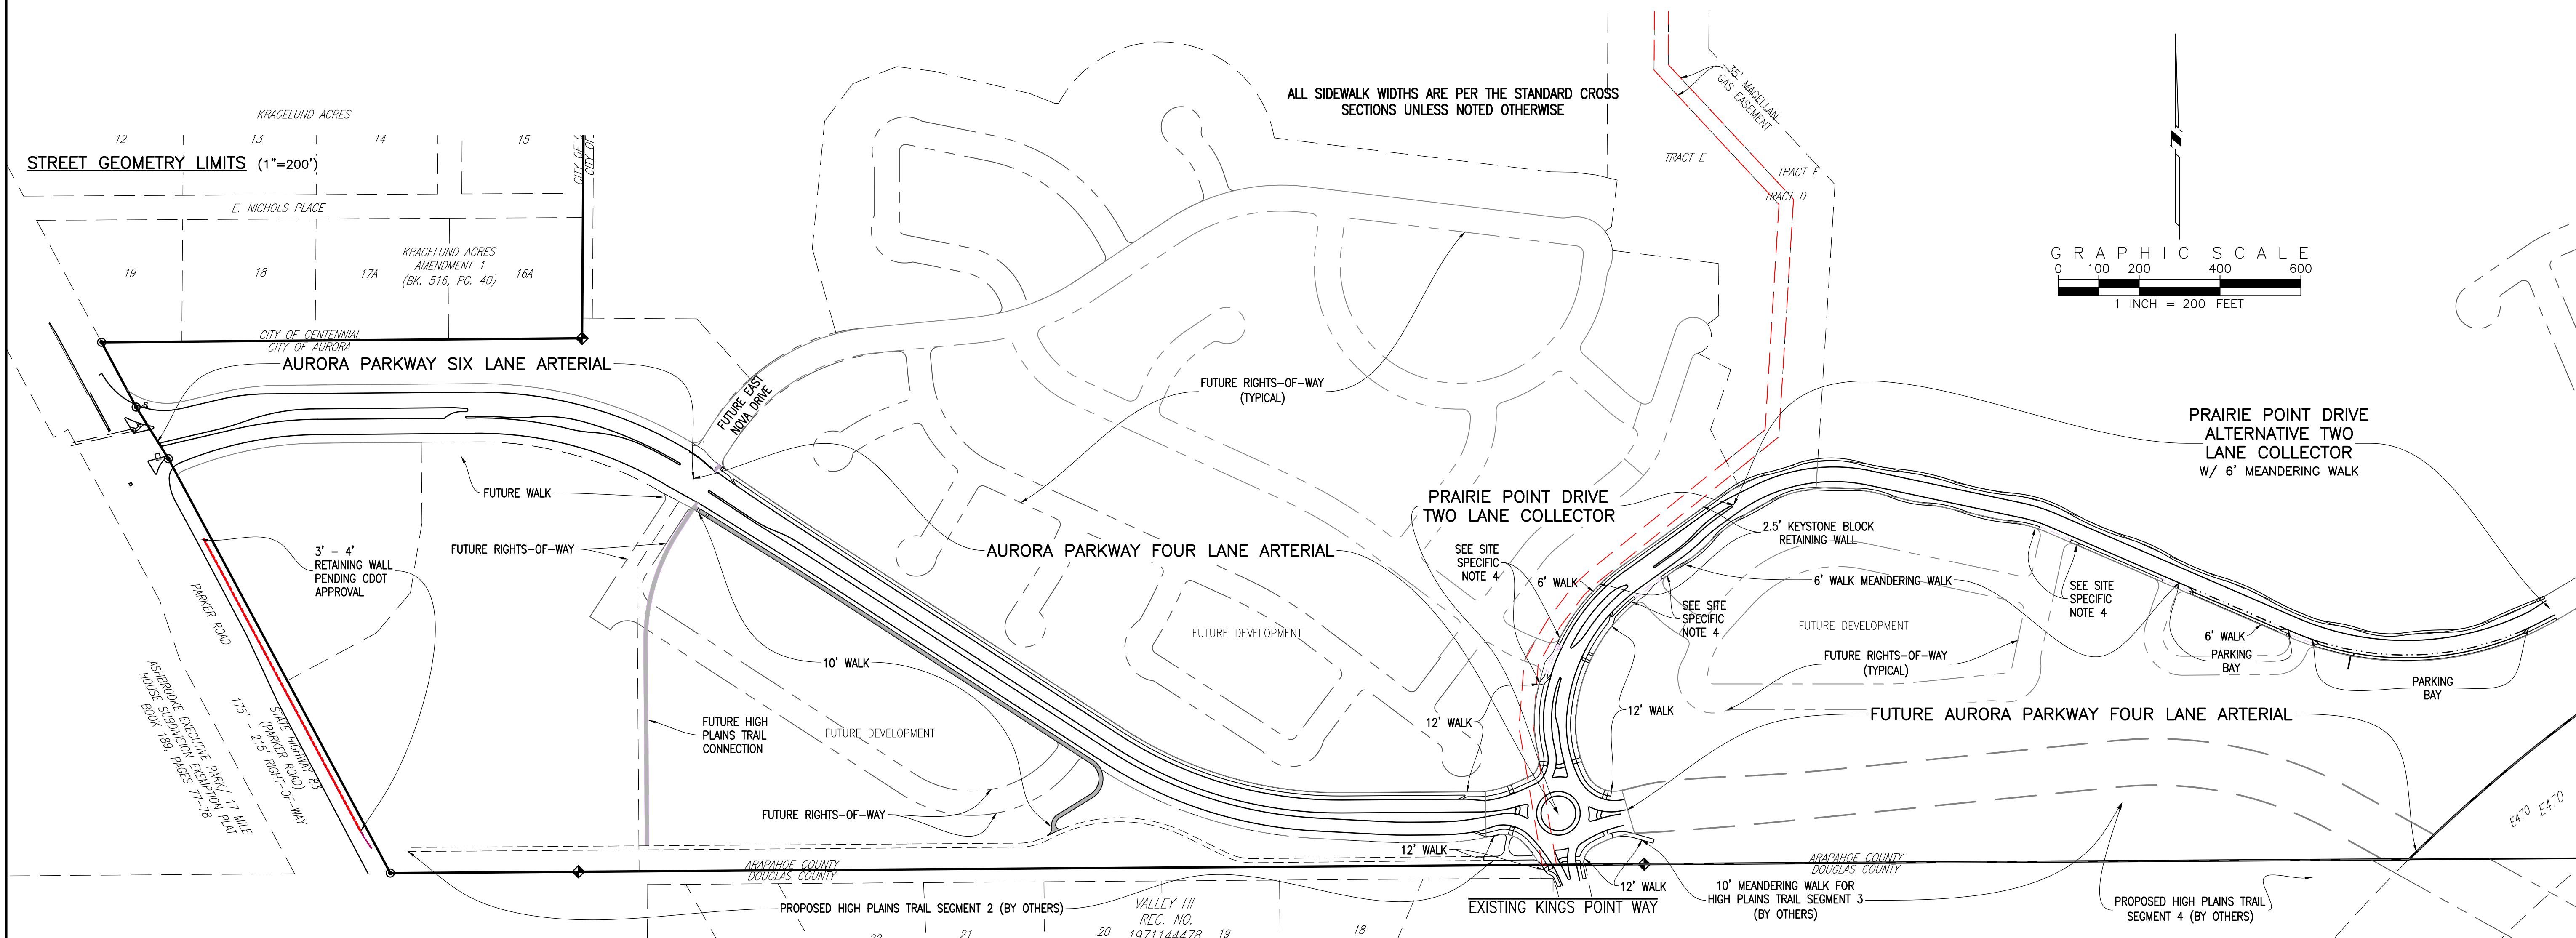 KRAGELUND ACRES
12
13
14
15
STREET GEOMETRY LIMITS (1"=200')
CITY OF
E. NICHOLS PLACE
KRAGELUND ACRES
AMENDMENT 1
(BK. 516, PG. 40)
19
18
17A
16A
CITY OF CENTENNIAL
CITY OF AURORA
AURORA PARKWAY SIX LANE ARTERIAL
FUTURE EAST
NOVA DRIVE
ALL SIDEWALK WIDTHS ARE PER THE STANDARD CROSS
SECTIONS UNLESS NOTED OTHERWISE
35' MAGELLAN
GAS EASEMENT
TRACT E
TRACT F
TRACT D
N
GRAPHIC SCALE
0 100 200 400 600
1 INCH = 200 FEET
FUTURE RIGHTS-OF-WAY
(TYPICAL)
PRAIRIE POINT DRIVE
ALTERNATIVE TWO
LANE COLLECTOR
W/ 6' MEANDERING WALK
FUTURE WALK
FUTURE RIGHTS-OF-WAY
3' - 4'
RETAINING WALL
PENDING CDOT
APPROVAL
AURORA PARKWAY FOUR LANE ARTERIAL
PRAIRIE POINT DRIVE
TWO LANE COLLECTOR
2.5' KEYSTONE BLOCK
RETAINING WALL
SEE SITE
SPECIFIC
NOTE 4
6' WALK
6' WALK MEANDERING WALK
SEE SITE
SPECIFIC
NOTE 4
SEE SITE
SPECIFIC
NOTE 4
FUTURE DEVELOPMENT
FUTURE DEVELOPMENT
6' WALK
PARKING
BAY
FUTURE RIGHTS-OF-WAY
(TYPICAL)
PARKING
BAY
PARKER ROAD
10' WALK
STATE HIGHWAY 83
(PARKER ROAD)
175' - 215' RIGHT-OF-WAY
ASHBROOKE EXECUTIVE PARK/ 17 MILE
HOUSE SUBDIVISION EXEMPTION PLAT
BOOK 189, PAGES 77-78
FUTURE HIGH
PLAINS TRAIL
CONNECTION
FUTURE DEVELOPMENT
12' WALK
12' WALK
FUTURE AURORA PARKWAY FOUR LANE ARTERIAL
FUTURE RIGHTS-OF-WAY
E470
E470
12' WALK
ARAPAHOE COUNTY
DOUGLAS COUNTY
ARAPAHOE COUNTY
DOUGLAS COUNTY
12' WALK
10' MEANDERING WALK FOR
HIGH PLAINS TRAIL SEGMENT 3
(BY OTHERS)
PROPOSED HIGH PLAINS TRAIL SEGMENT 2 (BY OTHERS)
EXISTING KINGS POINT WAY
PROPOSED HIGH PLAINS TRAIL
SEGMENT 4 (BY OTHERS)
VALLEY HI
REC. NO.
1971144478
22
21
20
19
18